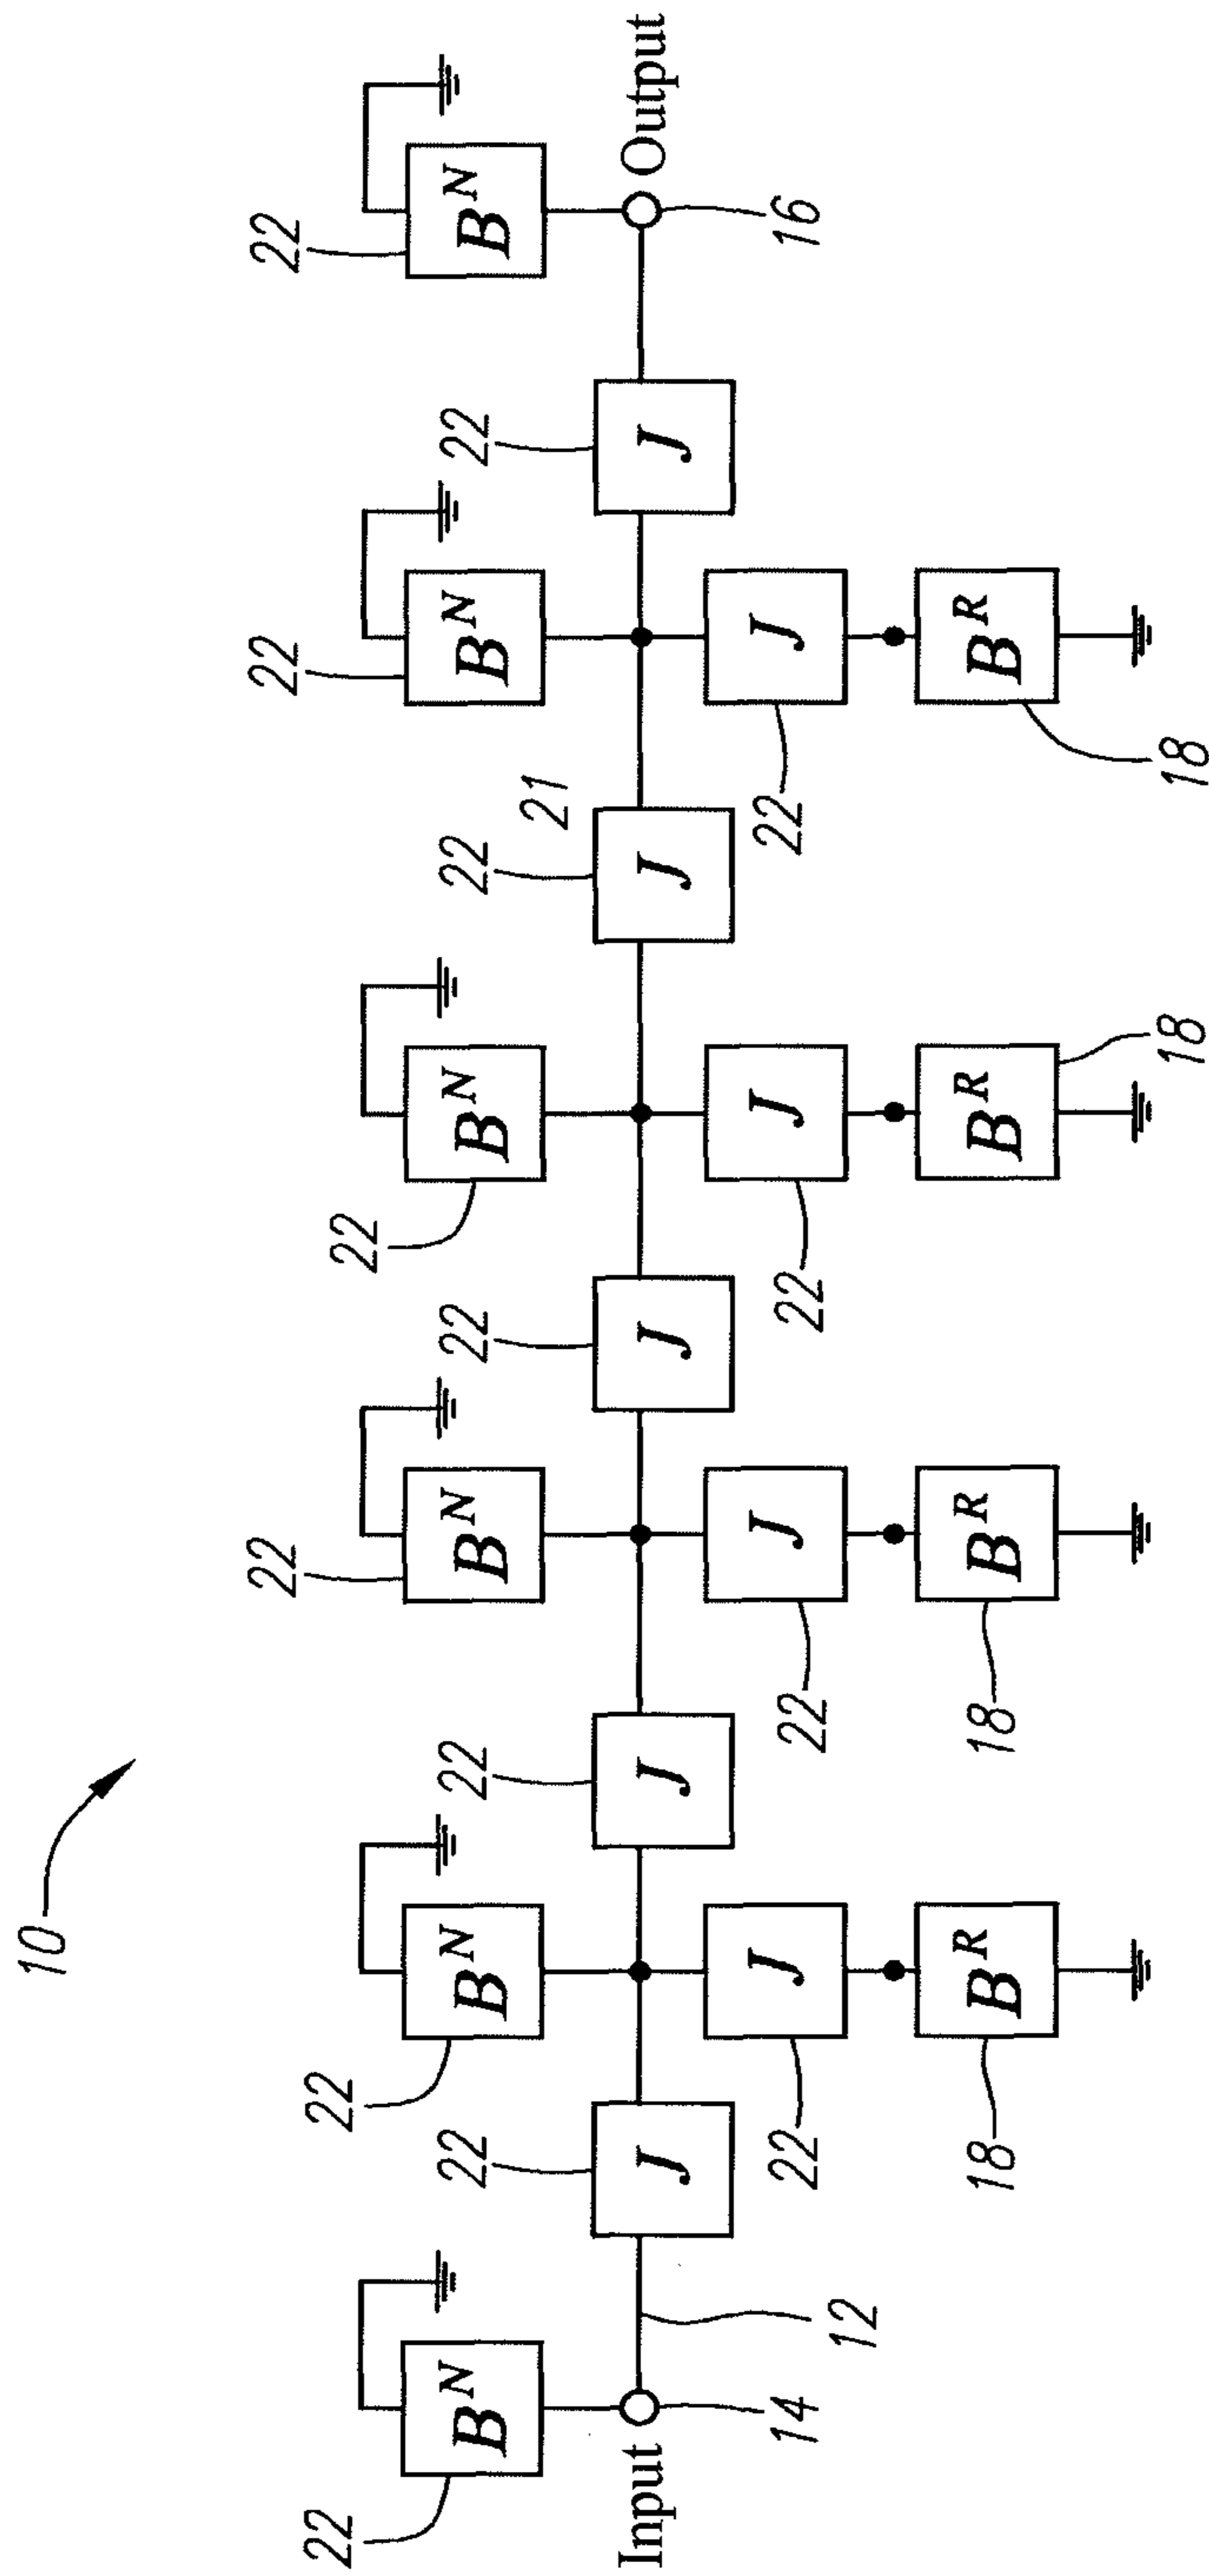 10
22 22 22 22 22 22
B^N B^N B^N B^N B^N B^N
22 22 22 22 22
21
Input J J J J J Output
14 12 J J J J 16
22 22 22 22
B^R B^R B^R B^R
18 18 18 18